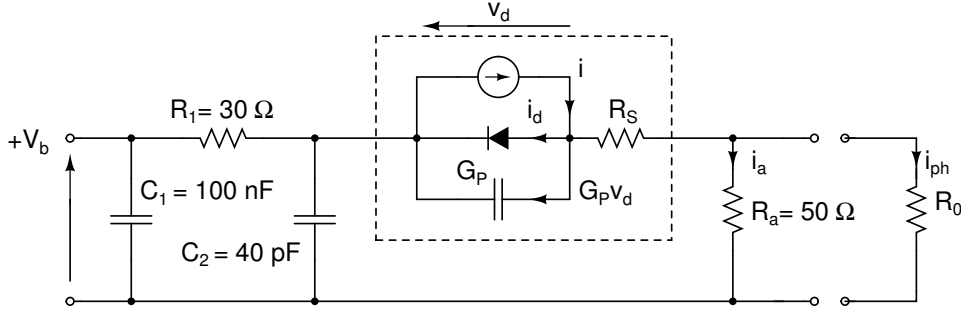 v_d
i
R₁= 30 Ω
i_d
R_S
+V_b
G_P
i_a
i_ph
C₁ = 100 nF
G_Pv_d
R_a= 50 Ω
R₀
C₂ = 40 pF